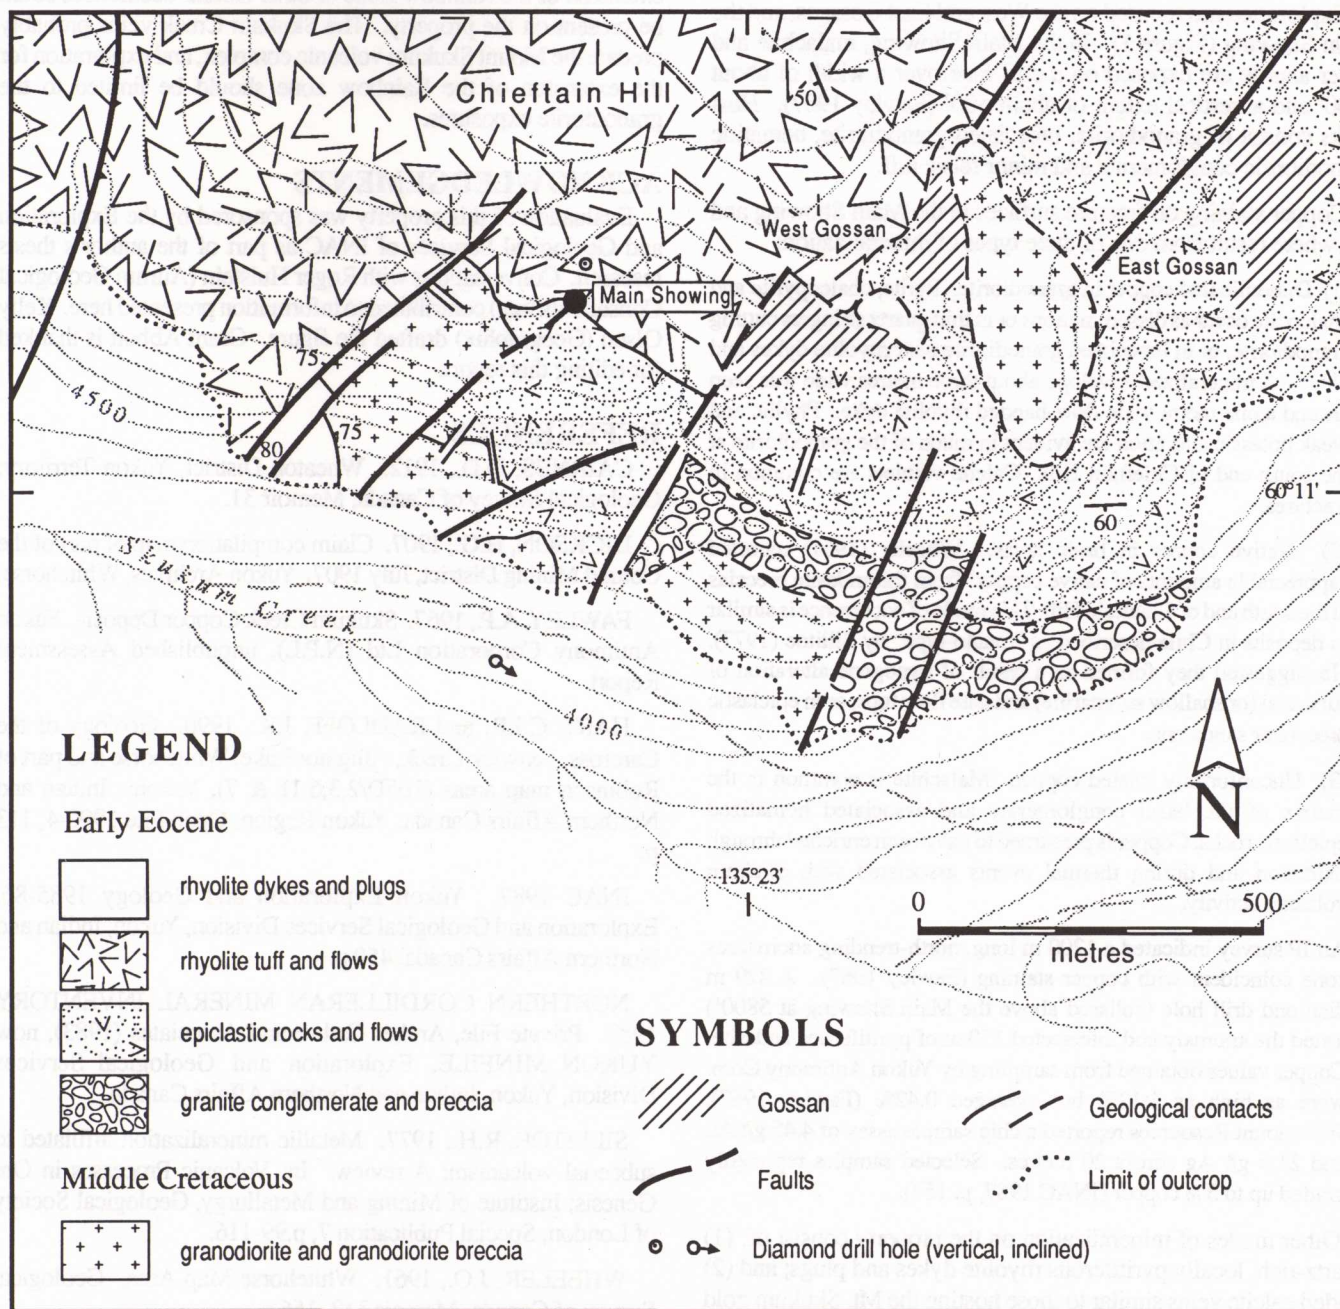 Chieftain Hill
50
West Gossan
East Gossan
Main Showing
75
4500
75
80
60°11'
60
Summit Creek
4000
135°23'
N
0 500
metres
LEGEND
Early Eocene
rhyolite dykes and plugs
rhyolite tuff and flows
epiclastic rocks and flows
granite conglomerate and breccia
Middle Cretaceous
granodiorite and granodiorite breccia
SYMBOLS
Gossan
Geological contacts
Faults
Limit of outcrop
Diamond drill hole (vertical, inclined)